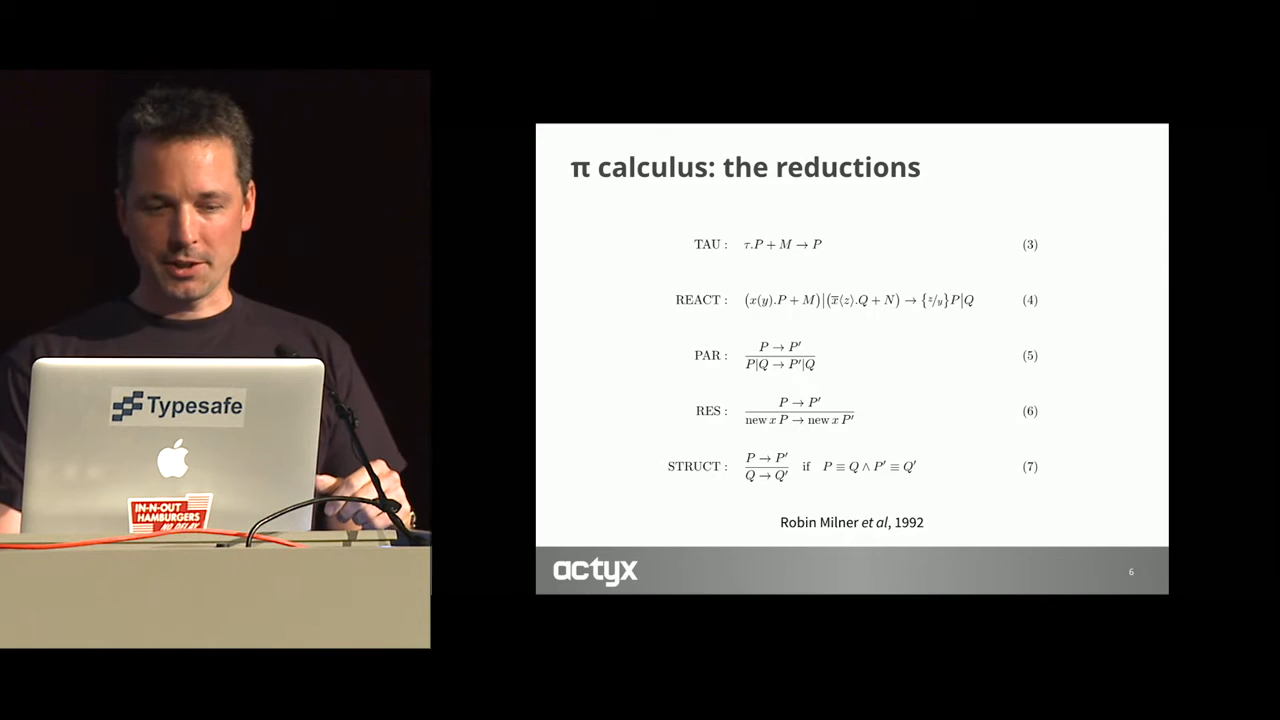 π calculus: the reductions
TAU : τ.P + M → P (3)
REACT : (x(y).P + M)|(x̅⟨z⟩.Q + N) → {z/y}P|Q (4)
PAR : P → P′ / P|Q → P′|Q (5)
RES : P → P′ / new x P → new x P′ (6)
STRUCT : P → P′ / Q → Q′ if P ≡ Q ∧ P′ ≡ Q′ (7)
Robin Milner et al, 1992
actyx 6
Typesafe
IN-N-OUT
HAMBURGERS
NO DELAY